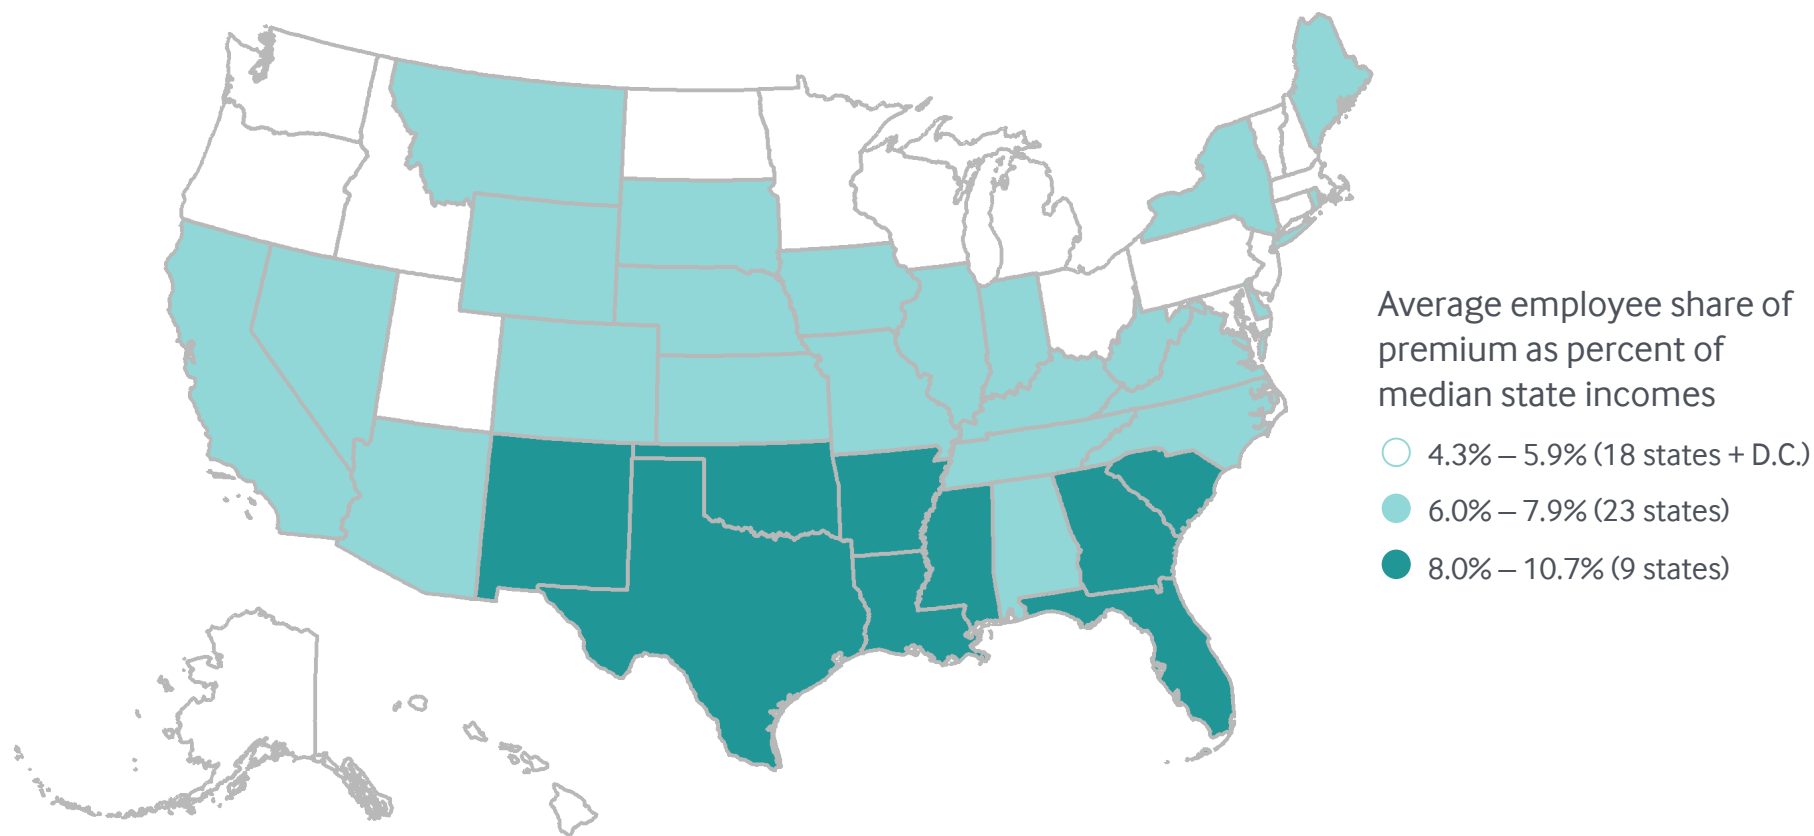 Average employee share of
premium as percent of
median state incomes
4.3% – 5.9% (18 states + D.C.)
6.0% – 7.9% (23 states)
8.0% – 10.7% (9 states)